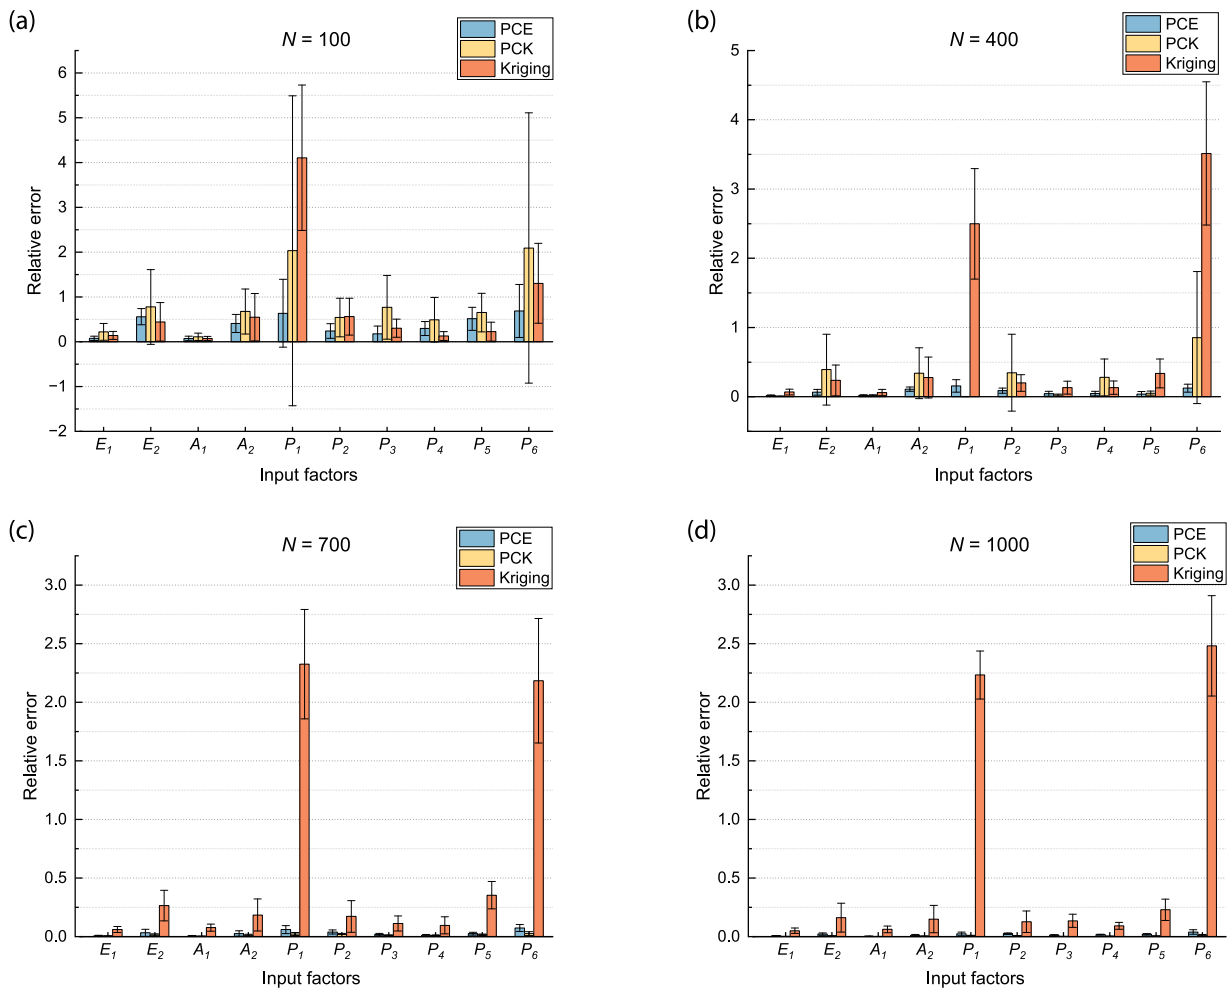 (a)
N = 100
PCE
PCK
Kriging
Relative error
6
5
4
3
2
1
0
−1
−2
E1 E2 A1 A2 P1 P2 P3 P4 P5 P6
Input factors
(b)
N = 400
PCE
PCK
Kriging
Relative error
5
4
3
2
1
0
E1 E2 A1 A2 P1 P2 P3 P4 P5 P6
Input factors
(c)
N = 700
PCE
PCK
Kriging
Relative error
3.0
2.5
2.0
1.5
1.0
0.5
0.0
E1 E2 A1 A2 P1 P2 P3 P4 P5 P6
Input factors
(d)
N = 1000
PCE
PCK
Kriging
Relative error
3.0
2.5
2.0
1.5
1.0
0.5
0.0
E1 E2 A1 A2 P1 P2 P3 P4 P5 P6
Input factors